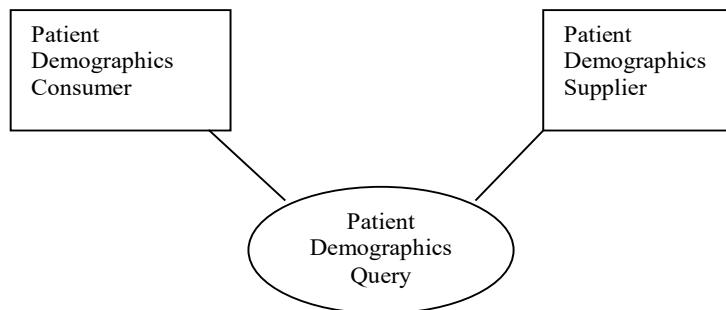 Patient
Demographics
Consumer
Patient
Demographics
Supplier
Patient
Demographics
Query